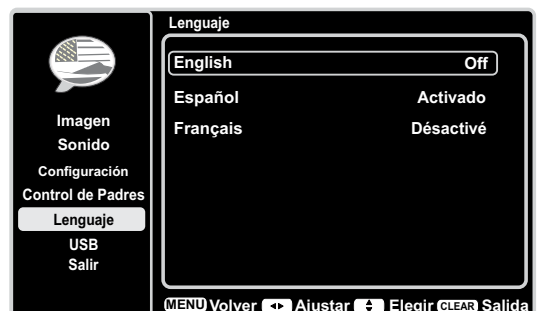 Lenguaje
English Off
Español Activado
Français Désactivé
Imagen
Sonido
Configuración
Control de Padres
Lenguaje
USB
Salir
MENU Volver Ajustar Elegir CLEAR Salida